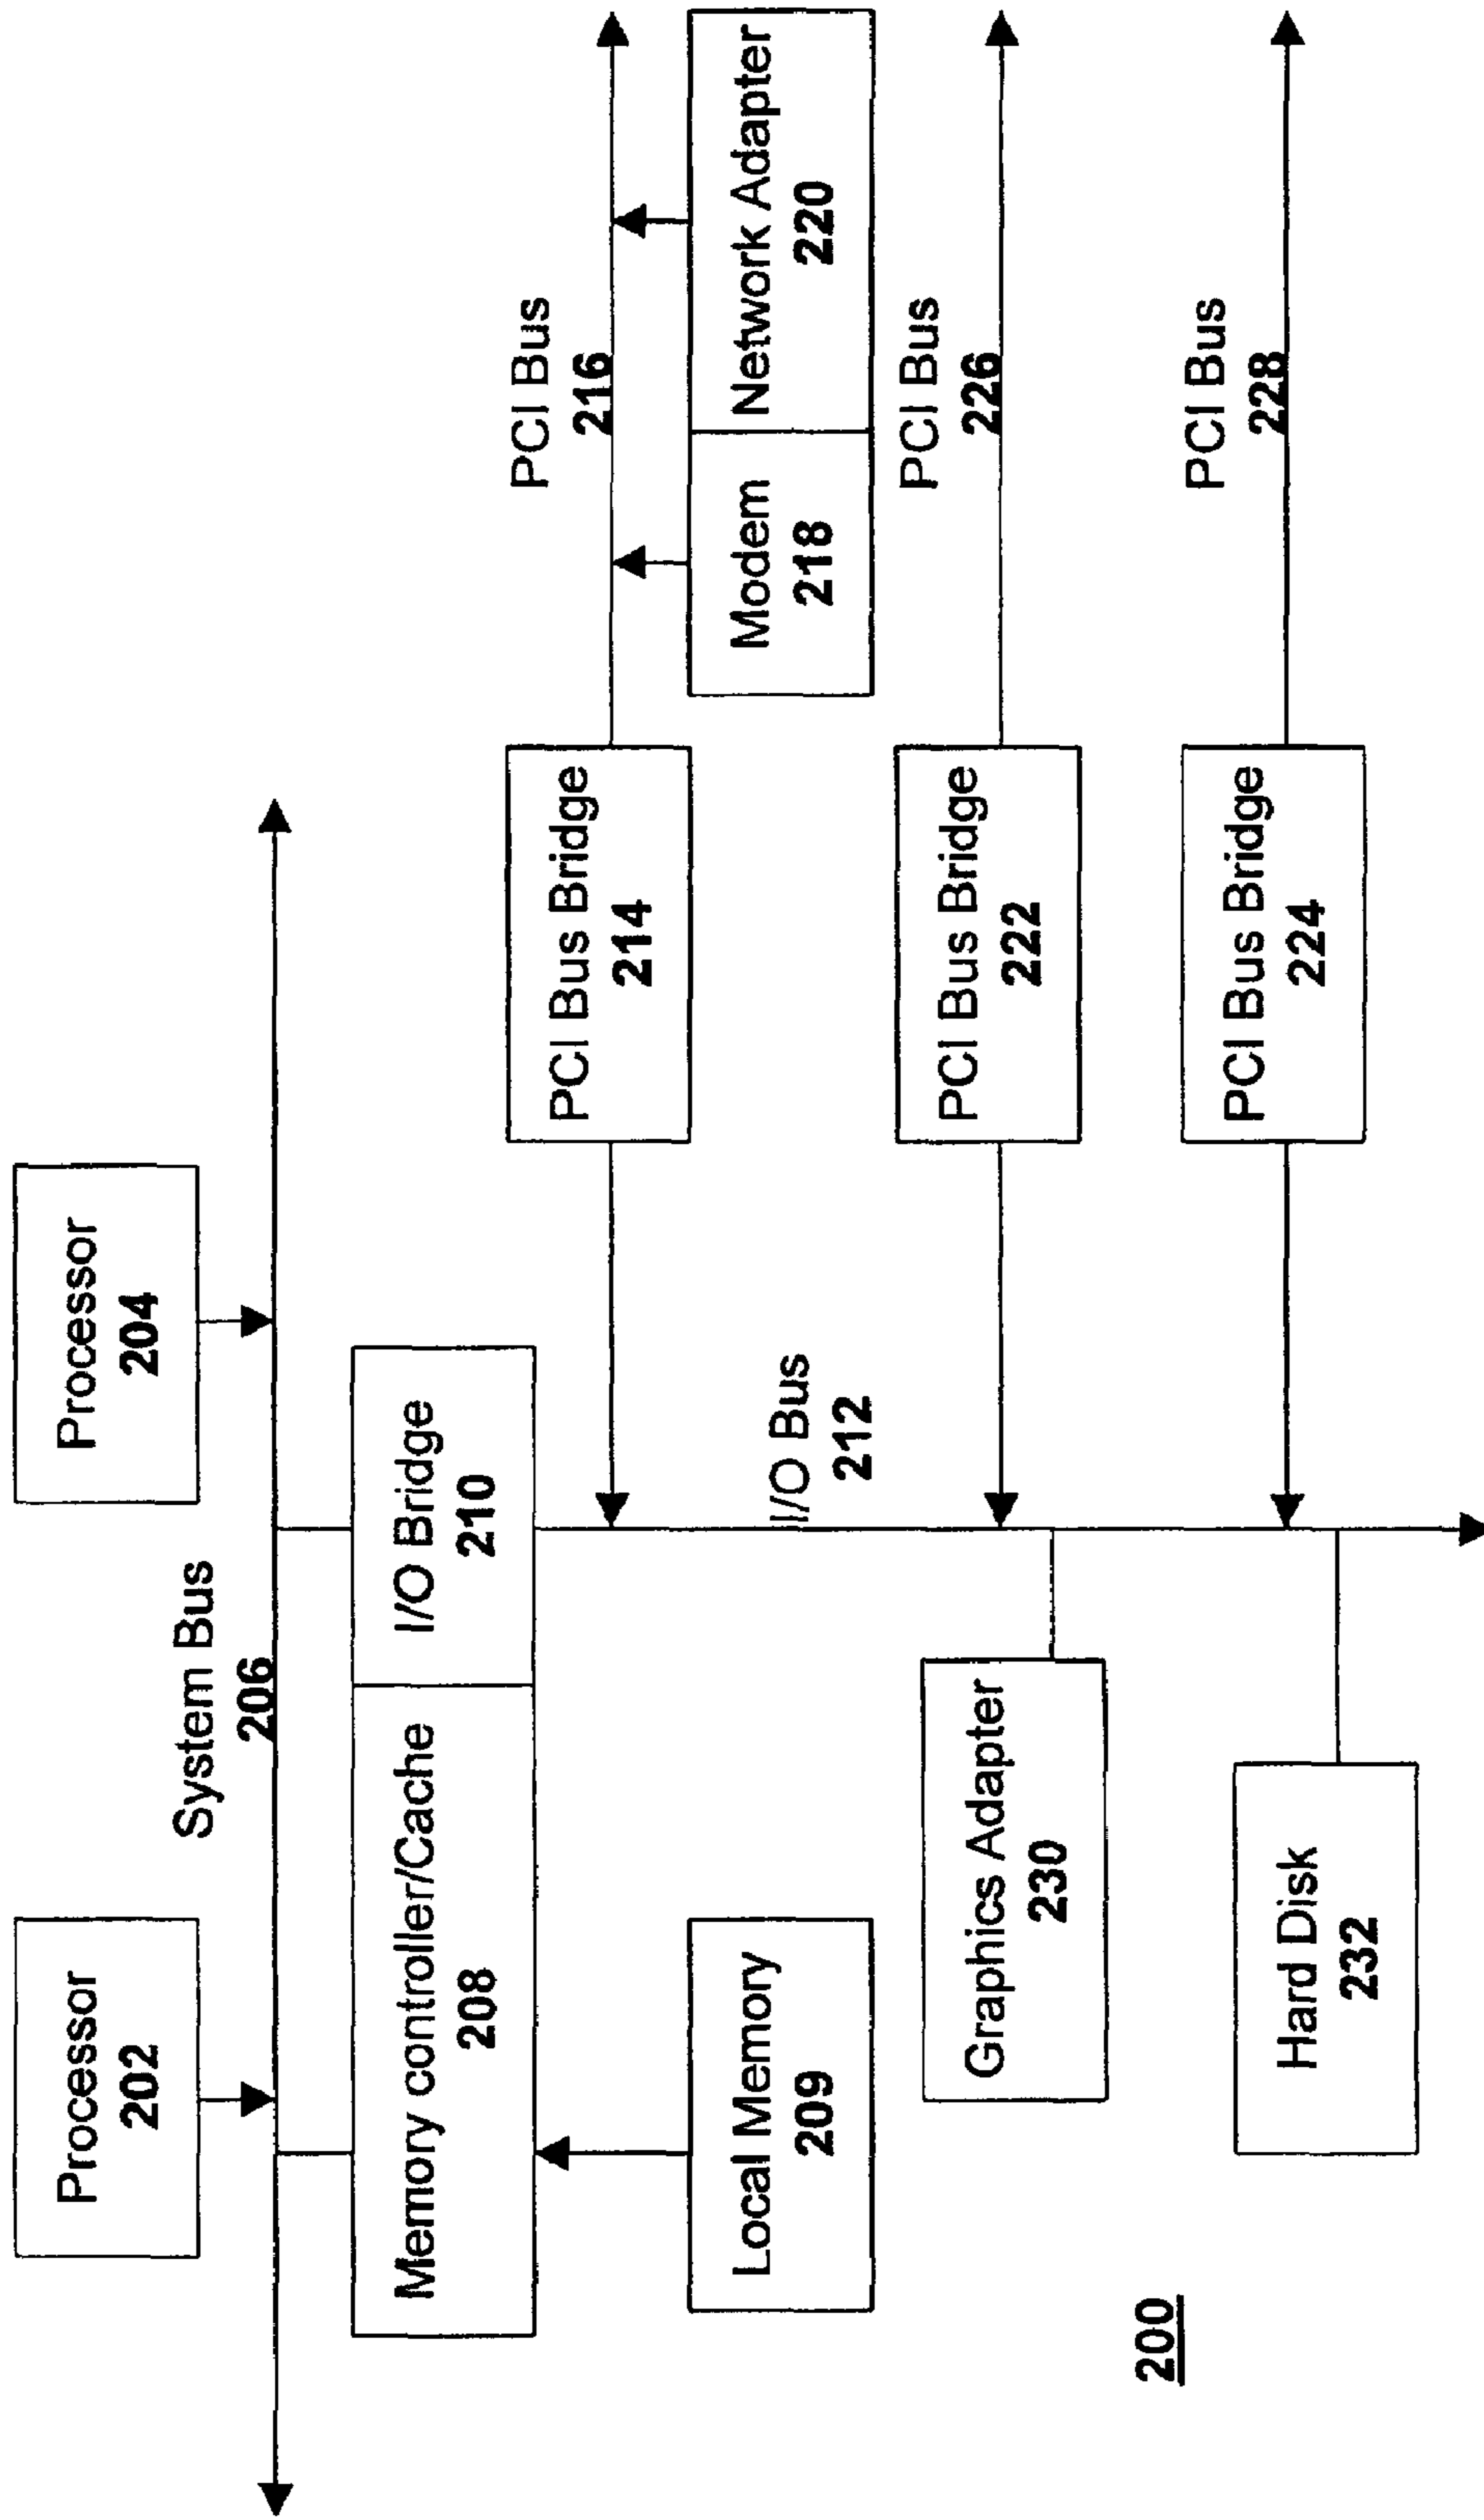 Processor
202
Processor
204
System Bus
206
Memory controller/Cache
208
I/O Bridge
210
Local Memory
209
PCI Bus Bridge
214
PCI Bus
216
Modem
218
Network Adapter
220
I/O Bus
212
Graphics Adapter
230
PCI Bus Bridge
222
PCI Bus
226
Hard Disk
232
PCI Bus Bridge
224
PCI Bus
228
200